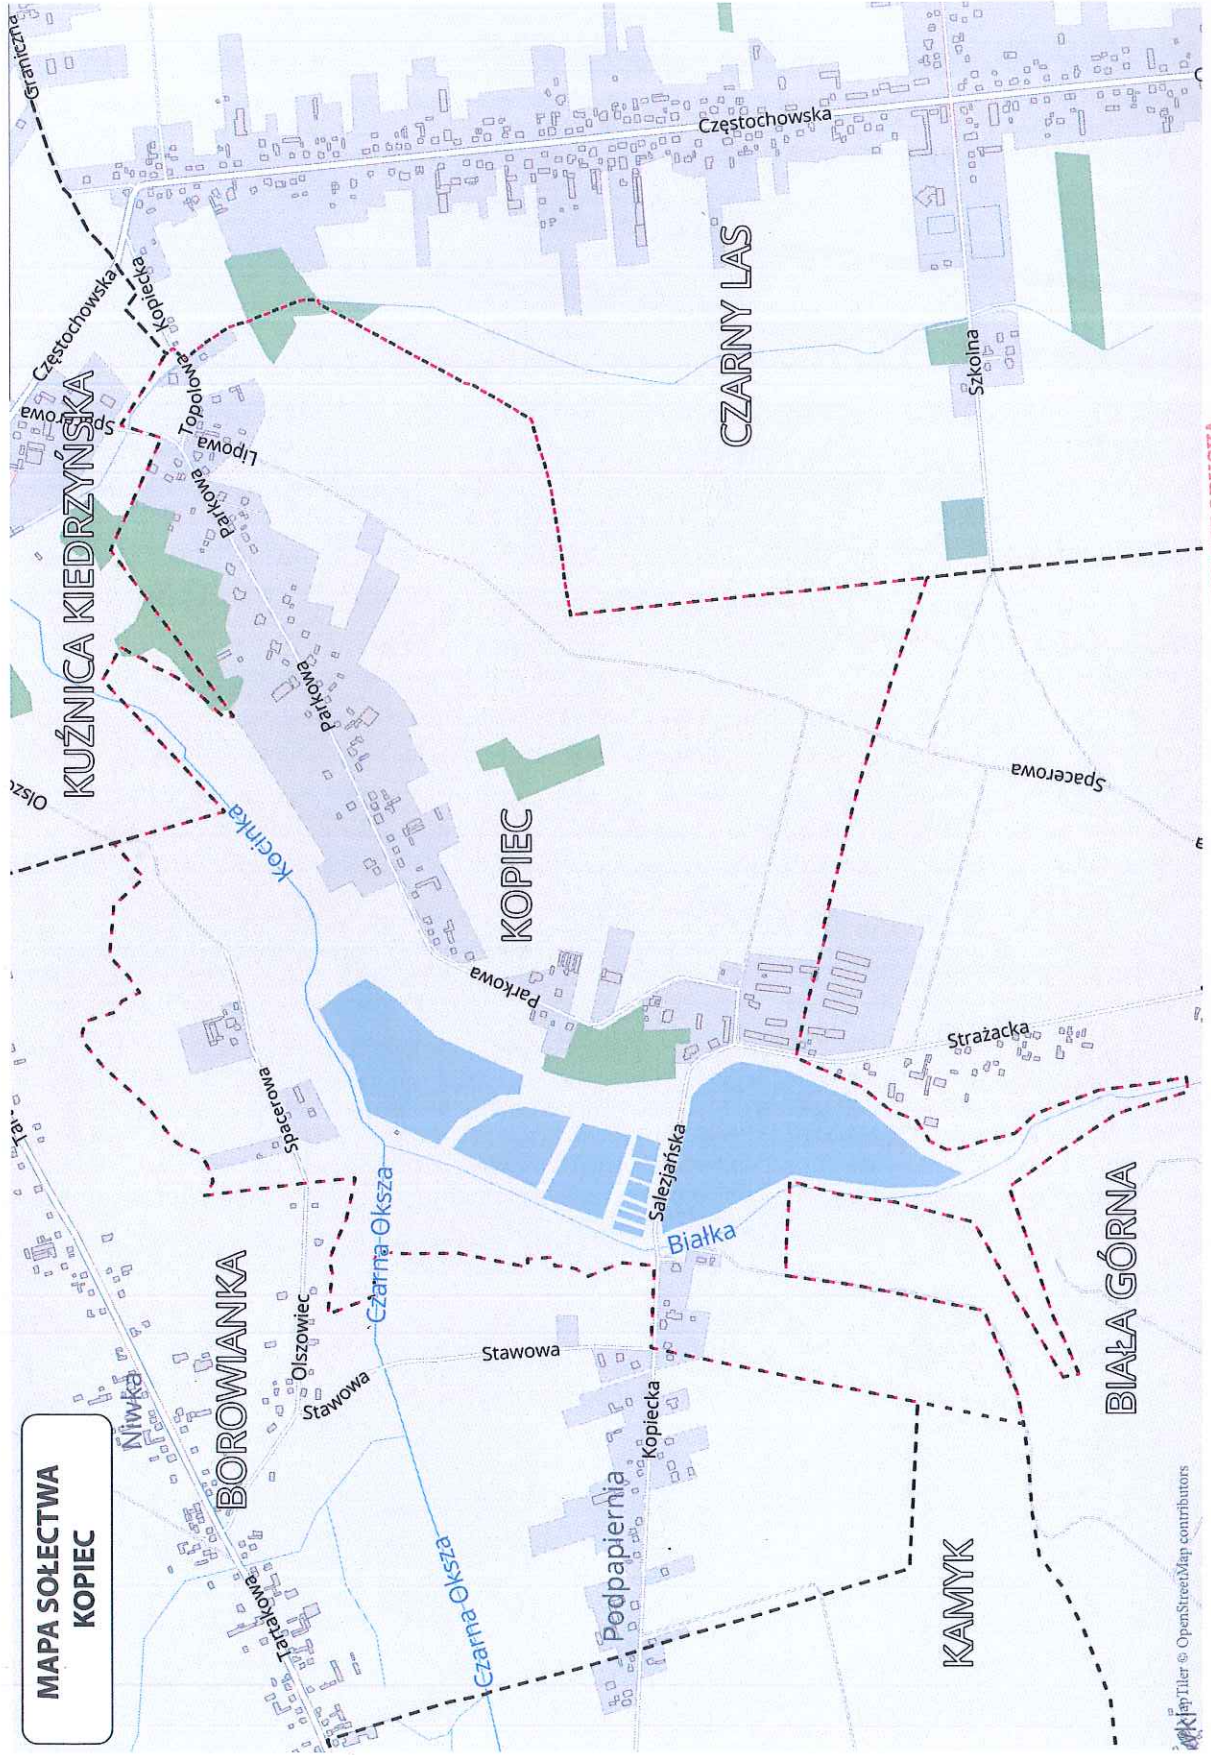 MAPA SOŁECTWA
KOPIEC
Niwka
BOROWIANKA
Tartakowa
Olszowiec
Stawowa
Stawowa
Czarna Oksza
Czarna Oksza
Podpapiernia
Kopiecka
KAMYK
BIAŁA GÓRNA
Białka
Salezjańska
Spacerowa
Strażacka
Parkowa
KOPIEC
Kocinka
KUŹNICA KIEDRZYŃSKA
Parkowa
Parkowa
Lipowa
Topolowa
Spacerowa
Spacerowa
Częstochowska
Kopiecka
Graniczna
CZARNY LAS
Częstochowska
Szkolna
MapTiler © OpenStreetMap contributors